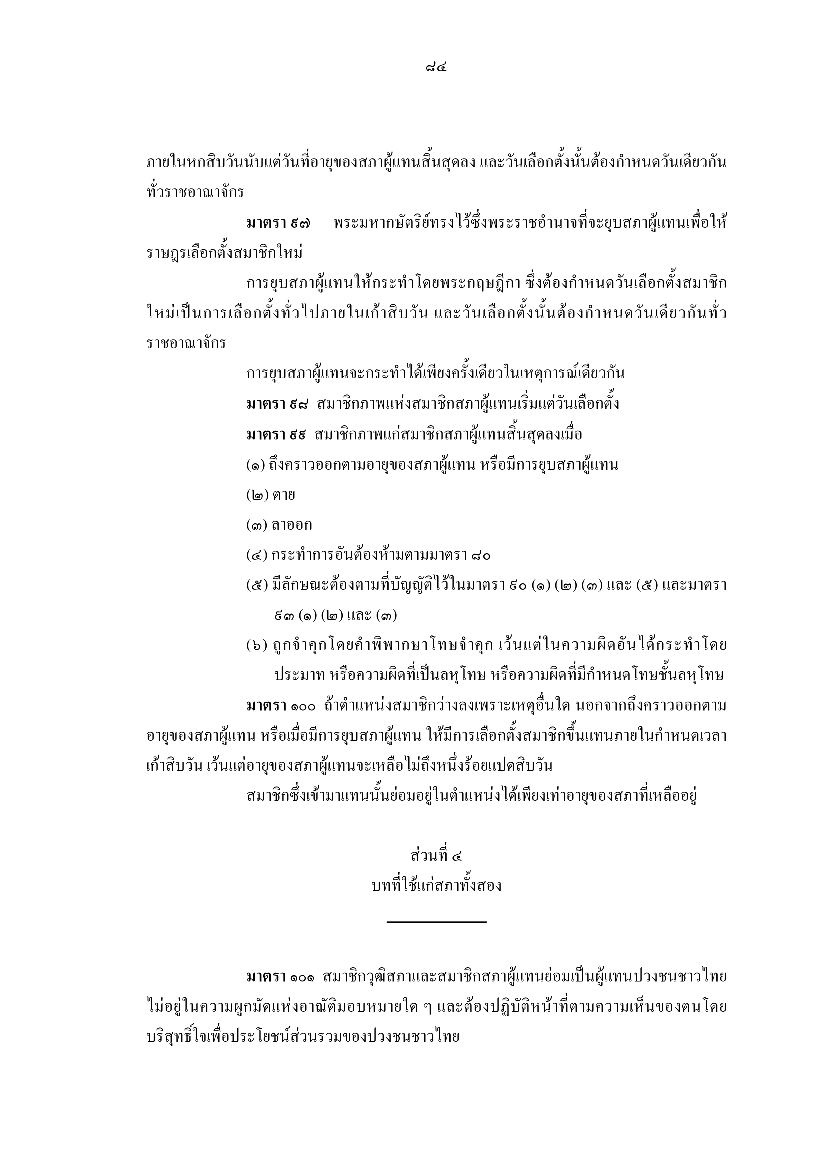 ๘๔
ภายในหกสิบวันนับแต่วันที่อายุของสภาผู้แทนสิ้นสุดลง และวันเลือกตั้งนั้นต้องกำหนดวันเดียวกัน
ทั่วราชอาณาจักร
มาตรา ๙๗ พระมหากษัตริย์ทรงไว้ซึ่งพระราชอำนาจที่จะยุบสภาผู้แทนเพื่อให้
ราษฎรเลือกตั้งสมาชิกใหม่
การยุบสภาผู้แทนให้กระทำโดยพระกฤษฎีกา ซึ่งต้องกำหนดวันเลือกตั้งสมาชิก
ใหม่เป็นการเลือกตั้งทั่วไปภายในเก้าสิบวัน และวันเลือกตั้งนั้นต้องกำหนดวันเดียวกันทั่ว
ราชอาณาจักร
การยุบสภาผู้แทนจะกระทำได้เพียงครั้งเดียวในเหตุการณ์เดียวกัน
มาตรา ๙๘ สมาชิกภาพแห่งสมาชิกสภาผู้แทนเริ่มแต่วันเลือกตั้ง
มาตรา ๙๙ สมาชิกภาพแก่สมาชิกสภาผู้แทนสิ้นสุดลงเมื่อ
(๑) ถึงคราวออกตามอายุของสภาผู้แทน หรือมีการยุบสภาผู้แทน
(๒) ตาย
(๓) ลาออก
(๔) กระทำการอันต้องห้ามตามมาตรา ๘๐
(๕) มีลักษณะต้องตามที่บัญญัติไว้ในมาตรา ๙๐ (๑) (๒) (๓) และ (๕) และมาตรา
๙๓ (๑) (๒) และ (๓)
(๖) ถูกจำคุกโดยคำพิพากษาโทษจำคุก เว้นแต่ในความผิดอันได้กระทำโดย
ประมาท หรือความผิดที่เป็นลหุโทษ หรือความผิดที่มีกำหนดโทษชั้นลหุโทษ
มาตรา ๑๐๐ ถ้าตำแหน่งสมาชิกว่างลงเพราะเหตุอื่นใด นอกจากถึงคราวออกตาม
อายุของสภาผู้แทน หรือเมื่อมีการยุบสภาผู้แทน ให้มีการเลือกตั้งสมาชิกขึ้นแทนภายในกำหนดเวลา
เก้าสิบวัน เว้นแต่อายุของสภาผู้แทนจะเหลือไม่ถึงหนึ่งร้อยแปดสิบวัน
สมาชิกซึ่งเข้ามาแทนนั้นย่อมอยู่ในตำแหน่งได้เพียงเท่าอายุของสภาที่เหลืออยู่
ส่วนที่ ๔
บทที่ใช้แก่สภาทั้งสอง
มาตรา ๑๐๑ สมาชิกวุฒิสภาและสมาชิกสภาผู้แทนย่อมเป็นผู้แทนปวงชนชาวไทย
ไม่อยู่ในความผูกมัดแห่งอาณัติมอบหมายใด ๆ และต้องปฏิบัติหน้าที่ตามความเห็นของตนโดย
บริสุทธิ์ใจเพื่อประโยชน์ส่วนรวมของปวงชนชาวไทย